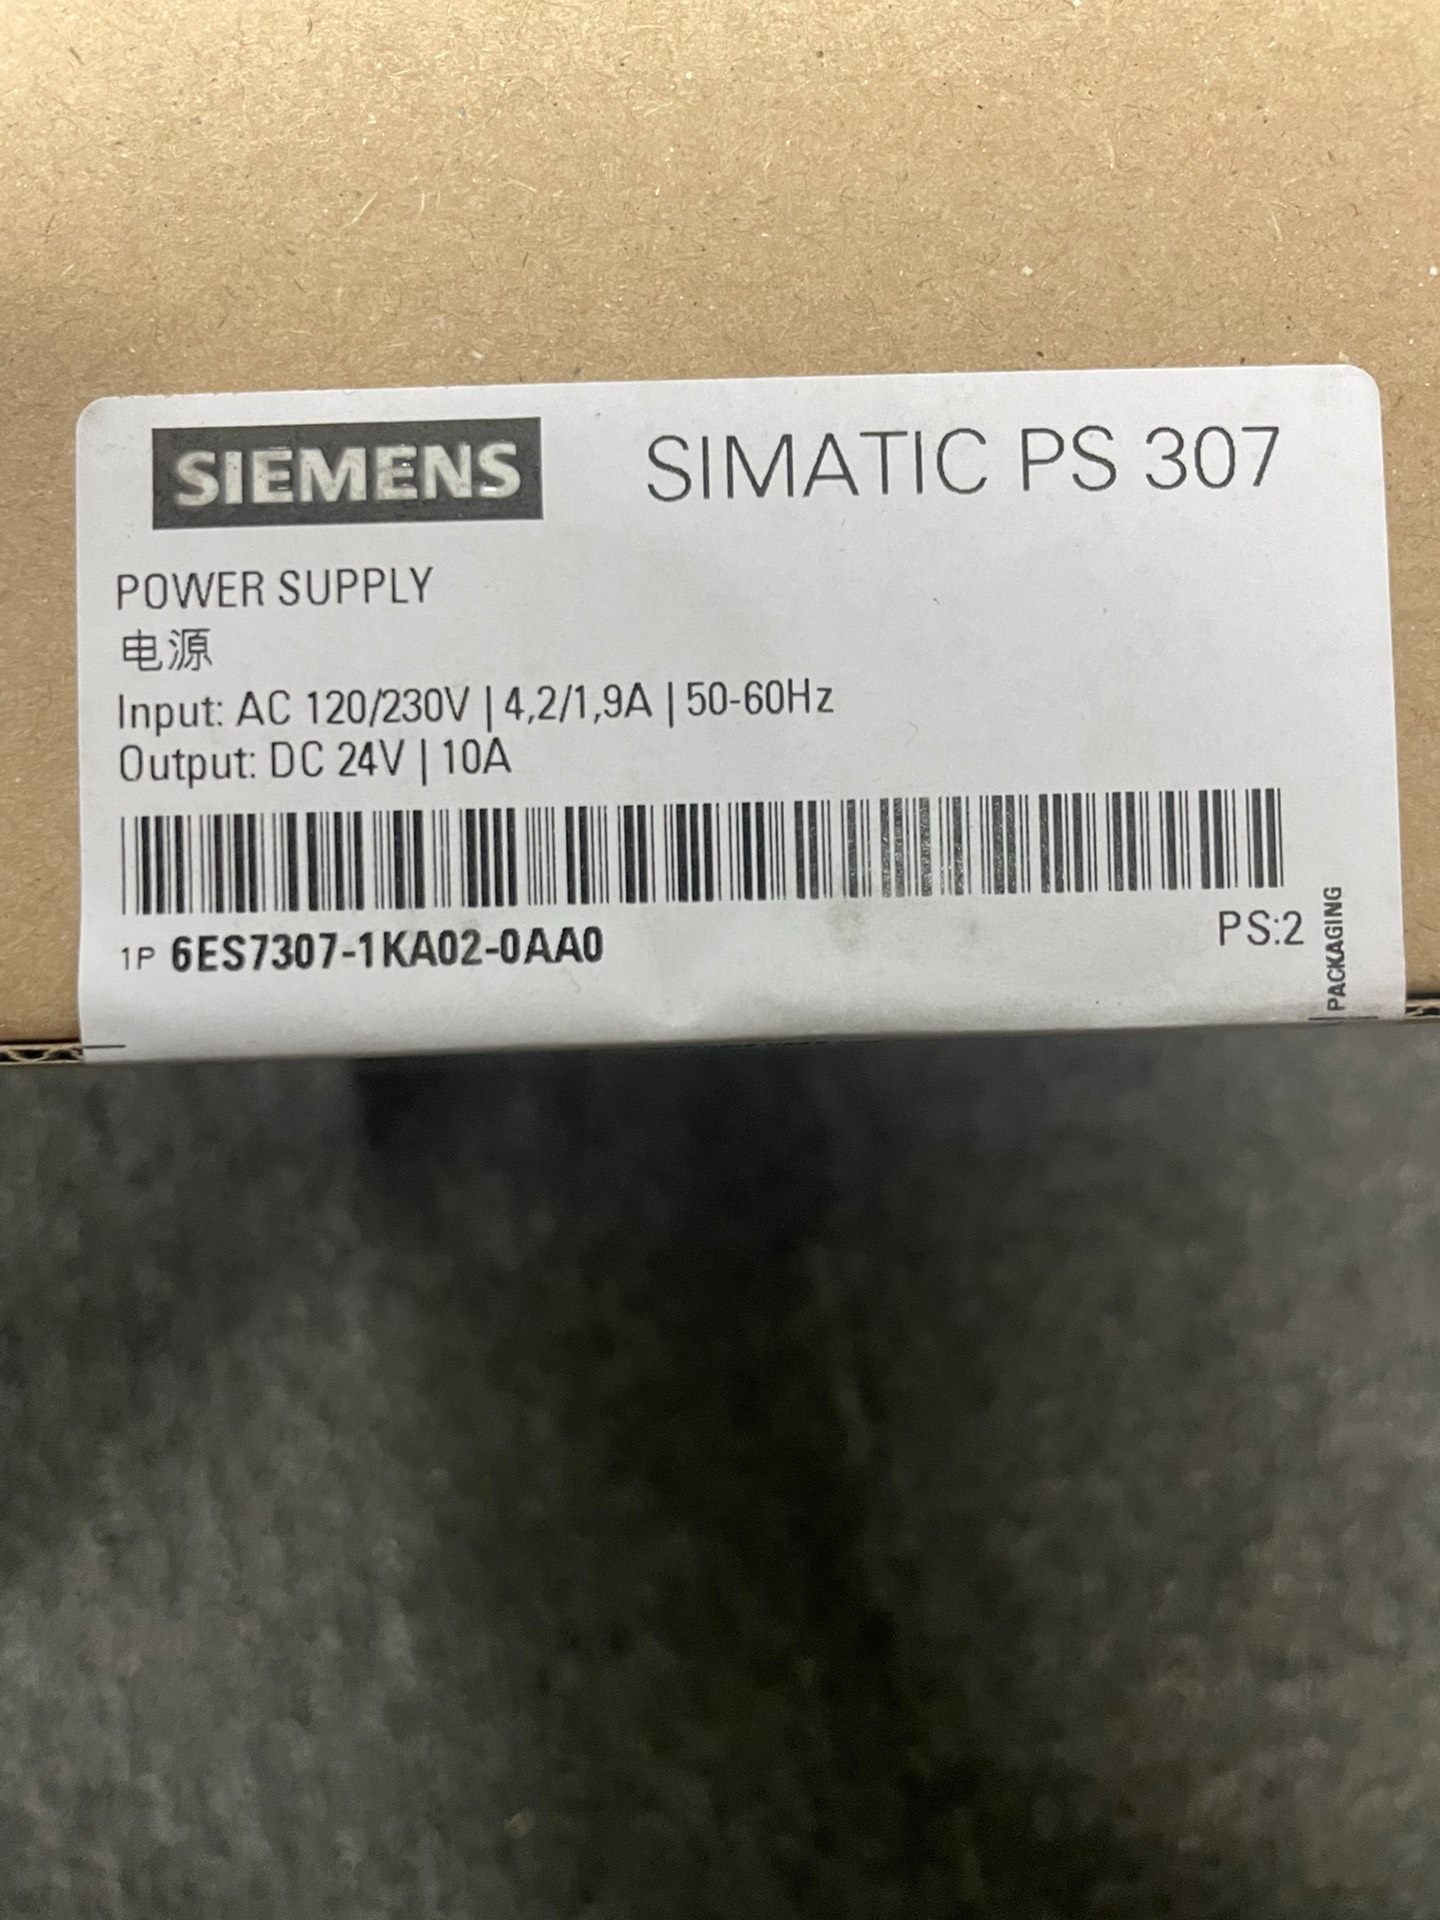 SIEMENS
SIMATIC PS 307
POWER SUPPLY
电源
Input: AC 120/230V | 4,2/1,9A | 50-60Hz
Output: DC 24V | 10A
1P 6ES7307-1KA02-0AA0
PS:2
PACKAGING